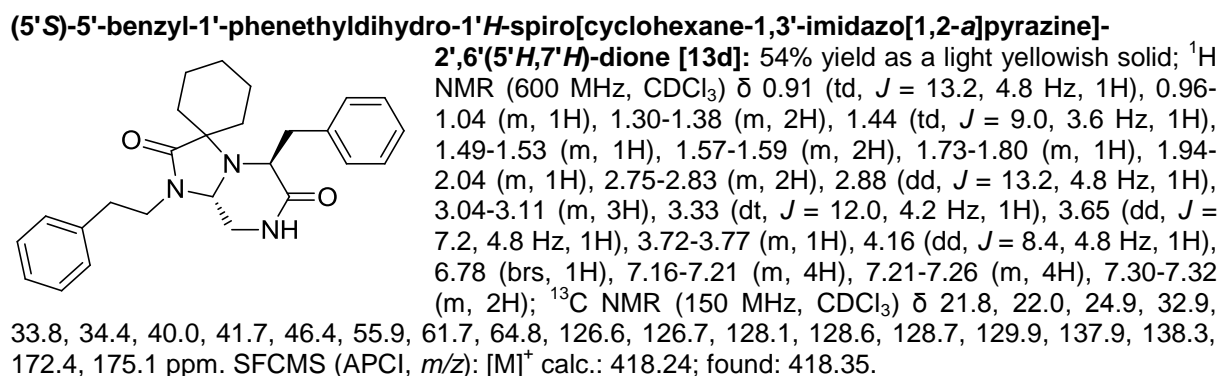 (5'S)-5'-benzyl-1'-phenethyldihydro-1'H-spiro[cyclohexane-1,3'-imidazo[1,2-a]pyrazine]-
2',6'(5'H,7'H)-dione [13d]: 54% yield as a light yellowish solid; ¹H
NMR (600 MHz, CDCl₃) δ 0.91 (td, J = 13.2, 4.8 Hz, 1H), 0.96-
1.04 (m, 1H), 1.30-1.38 (m, 2H), 1.44 (td, J = 9.0, 3.6 Hz, 1H),
1.49-1.53 (m, 1H), 1.57-1.59 (m, 2H), 1.73-1.80 (m, 1H), 1.94-
2.04 (m, 1H), 2.75-2.83 (m, 2H), 2.88 (dd, J = 13.2, 4.8 Hz, 1H),
3.04-3.11 (m, 3H), 3.33 (dt, J = 12.0, 4.2 Hz, 1H), 3.65 (dd, J =
7.2, 4.8 Hz, 1H), 3.72-3.77 (m, 1H), 4.16 (dd, J = 8.4, 4.8 Hz, 1H),
6.78 (brs, 1H), 7.16-7.21 (m, 4H), 7.21-7.26 (m, 4H), 7.30-7.32
(m, 2H); ¹³C NMR (150 MHz, CDCl₃) δ 21.8, 22.0, 24.9, 32.9,
33.8, 34.4, 40.0, 41.7, 46.4, 55.9, 61.7, 64.8, 126.6, 126.7, 128.1, 128.6, 128.7, 129.9, 137.9, 138.3,
172.4, 175.1 ppm. SFCMS (APCI, m/z): [M]⁺ calc.: 418.24; found: 418.35.
O
N
N
O
NH